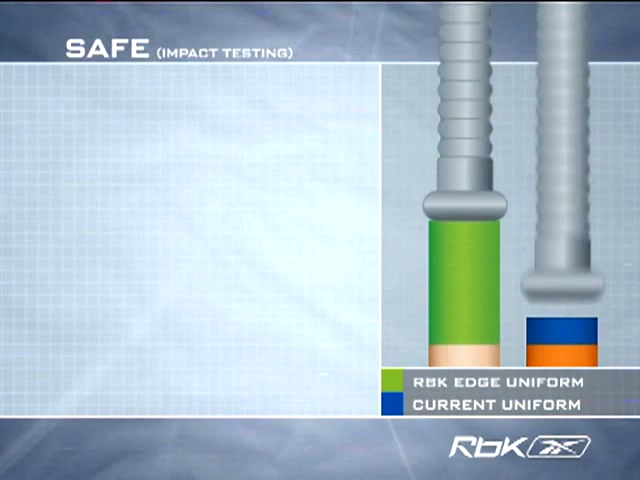 SAFE (IMPACT TESTING)
RBK EDGE UNIFORM
CURRENT UNIFORM
RbK